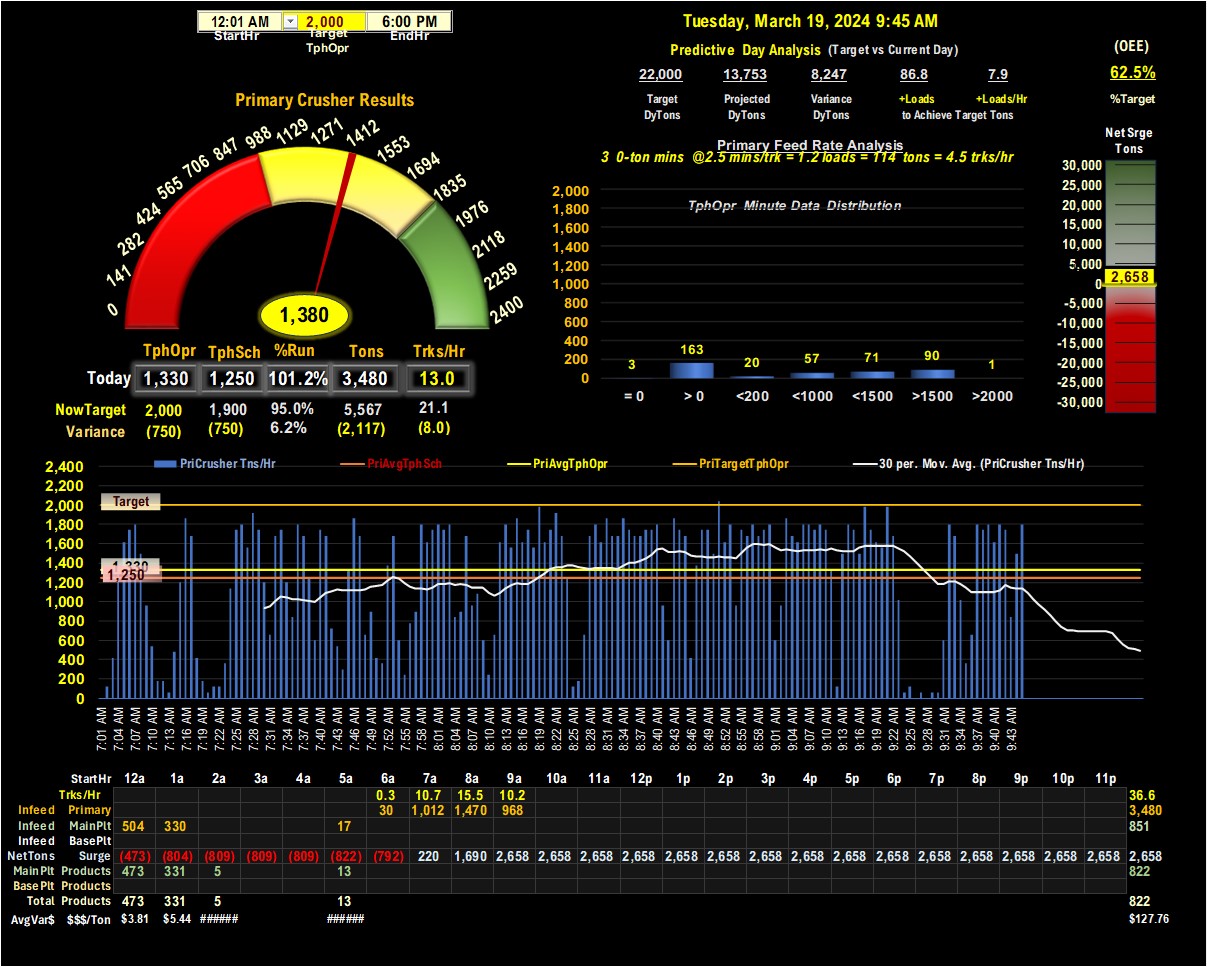 12:01 AM 2,000 6:00 PM
StartHr Target EndHr
TphOpr
Tuesday, March 19, 2024 9:45 AM
Predictive Day Analysis (Target vs Current Day)
22,000 13,753 8,247 86.8 7.9
Target Projected Variance +Loads +Loads/Hr
DyTons DyTons DyTons to Achieve Target Tons
(OEE)
62.5%
%Target
Primary Crusher Results
0 141 282 424 565 706 847 988 1129 1271 1412 1553 1694 1835 1976 2118 2259 2400
1,380
TphOpr TphSch %Run Tons Trks/Hr
Today 1,330 1,250 101.2% 3,480 13.0
NowTarget 2,000 1,900 95.0% 5,567 21.1
Variance (750) (750) 6.2% (2,117) (8.0)
Primary Feed Rate Analysis
3 0-ton mins @2.5 mins/trk = 1.2 loads = 114 tons = 4.5 trks/hr
TphOpr Minute Data Distribution
2,000
1,800
1,600
1,400
1,200
1,000
800
600
400
200
0
3 163 20 57 71 90 1
= 0 > 0 <200 <1000 <1500 >1500 >2000
NetSrge
Tons
30,000
25,000
20,000
15,000
10,000
5,000
0
2,658
-5,000
-10,000
-15,000
-20,000
-25,000
-30,000
PriCrusher Tns/Hr PriAvgTphSch PriAvgTphOpr PriTargetTphOpr 30 per. Mov. Avg. (PriCrusher Tns/Hr)
2,400
2,200
2,000
1,800
1,600
1,400
1,200
1,000
800
600
400
200
0
Target
1,330
1,250
7:01 AM 7:04 AM 7:07 AM 7:10 AM 7:13 AM 7:16 AM 7:19 AM 7:22 AM 7:25 AM 7:28 AM 7:31 AM 7:34 AM 7:37 AM 7:40 AM 7:43 AM 7:46 AM 7:49 AM 7:52 AM 7:55 AM 7:58 AM 8:01 AM 8:04 AM 8:07 AM 8:10 AM 8:13 AM 8:16 AM 8:19 AM 8:22 AM 8:25 AM 8:28 AM 8:31 AM 8:34 AM 8:37 AM 8:40 AM 8:43 AM 8:46 AM 8:49 AM 8:52 AM 8:55 AM 8:58 AM 9:01 AM 9:04 AM 9:07 AM 9:10 AM 9:13 AM 9:16 AM 9:19 AM 9:22 AM 9:25 AM 9:28 AM 9:31 AM 9:34 AM 9:37 AM 9:40 AM 9:43 AM
StartHr 12a 1a 2a 3a 4a 5a 6a 7a 8a 9a 10a 11a 12p 1p 2p 3p 4p 5p 6p 7p 8p 9p 10p 11p
Trks/Hr 0.3 10.7 15.5 10.2 36.6
Infeed Primary 30 1,012 1,470 968 3,480
Infeed MainPlt 504 330 17 851
Infeed BasePlt
NetTons Surge (473) (804) (809) (809) (809) (822) (792) 220 1,690 2,658 2,658 2,658 2,658 2,658 2,658 2,658 2,658 2,658 2,658 2,658 2,658 2,658 2,658 2,658 2,658
MainPlt Products 473 331 5 13 822
BasePlt Products
Total Products 473 331 5 13 822
AvgVar$ $$$/Ton $3.81 $5.44 ###### ###### $127.76